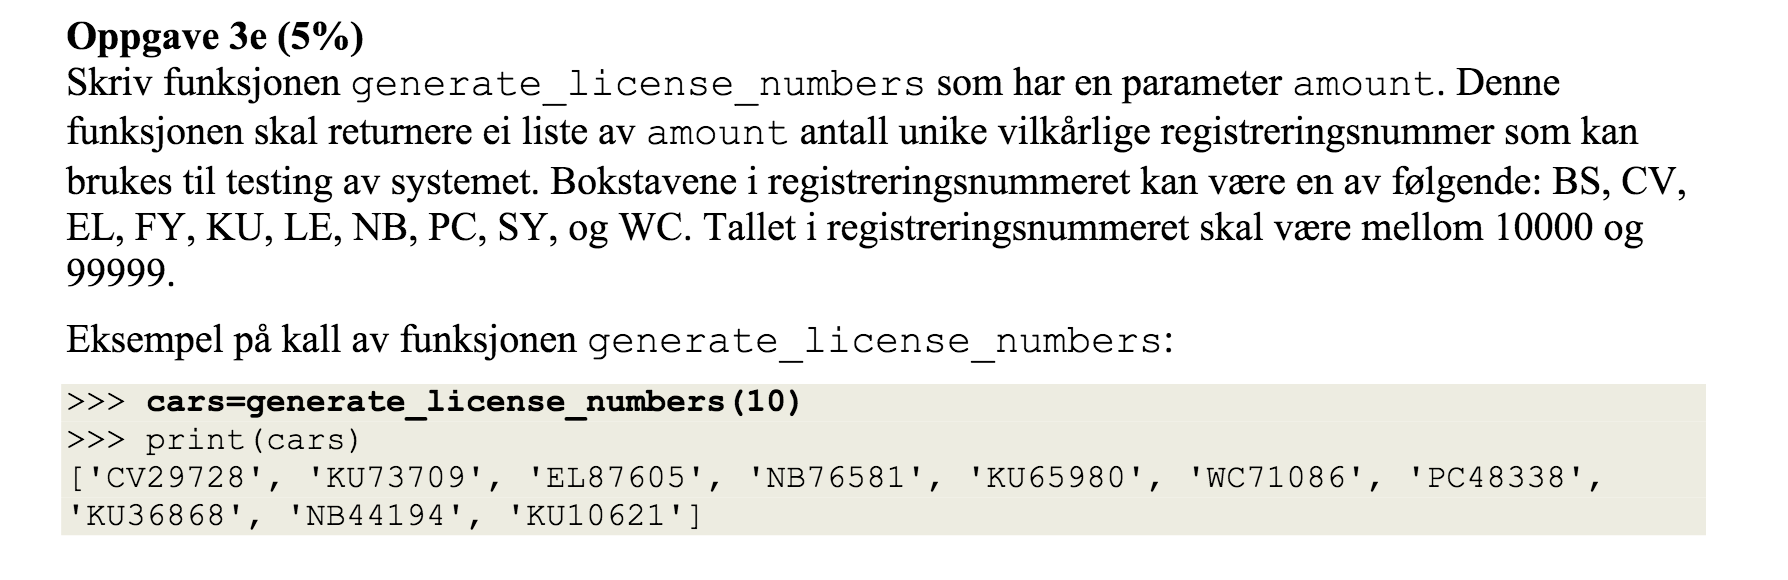 Oppgave 3e (5%)
Skriv funksjonen generate_license_numbers som har en parameter amount. Denne
funksjonen skal returnere ei liste av amount antall unike vilkårlige registreringsnummer som kan
brukes til testing av systemet. Bokstavene i registreringsnummeret kan være en av følgende: BS, CV,
EL, FY, KU, LE, NB, PC, SY, og WC. Tallet i registreringsnummeret skal være mellom 10000 og
99999.
Eksempel på kall av funksjonen generate_license_numbers:
>>> cars=generate_license_numbers(10)
>>> print(cars)
['CV29728', 'KU73709', 'EL87605', 'NB76581', 'KU65980', 'WC71086', 'PC48338',
'KU36868', 'NB44194', 'KU10621']